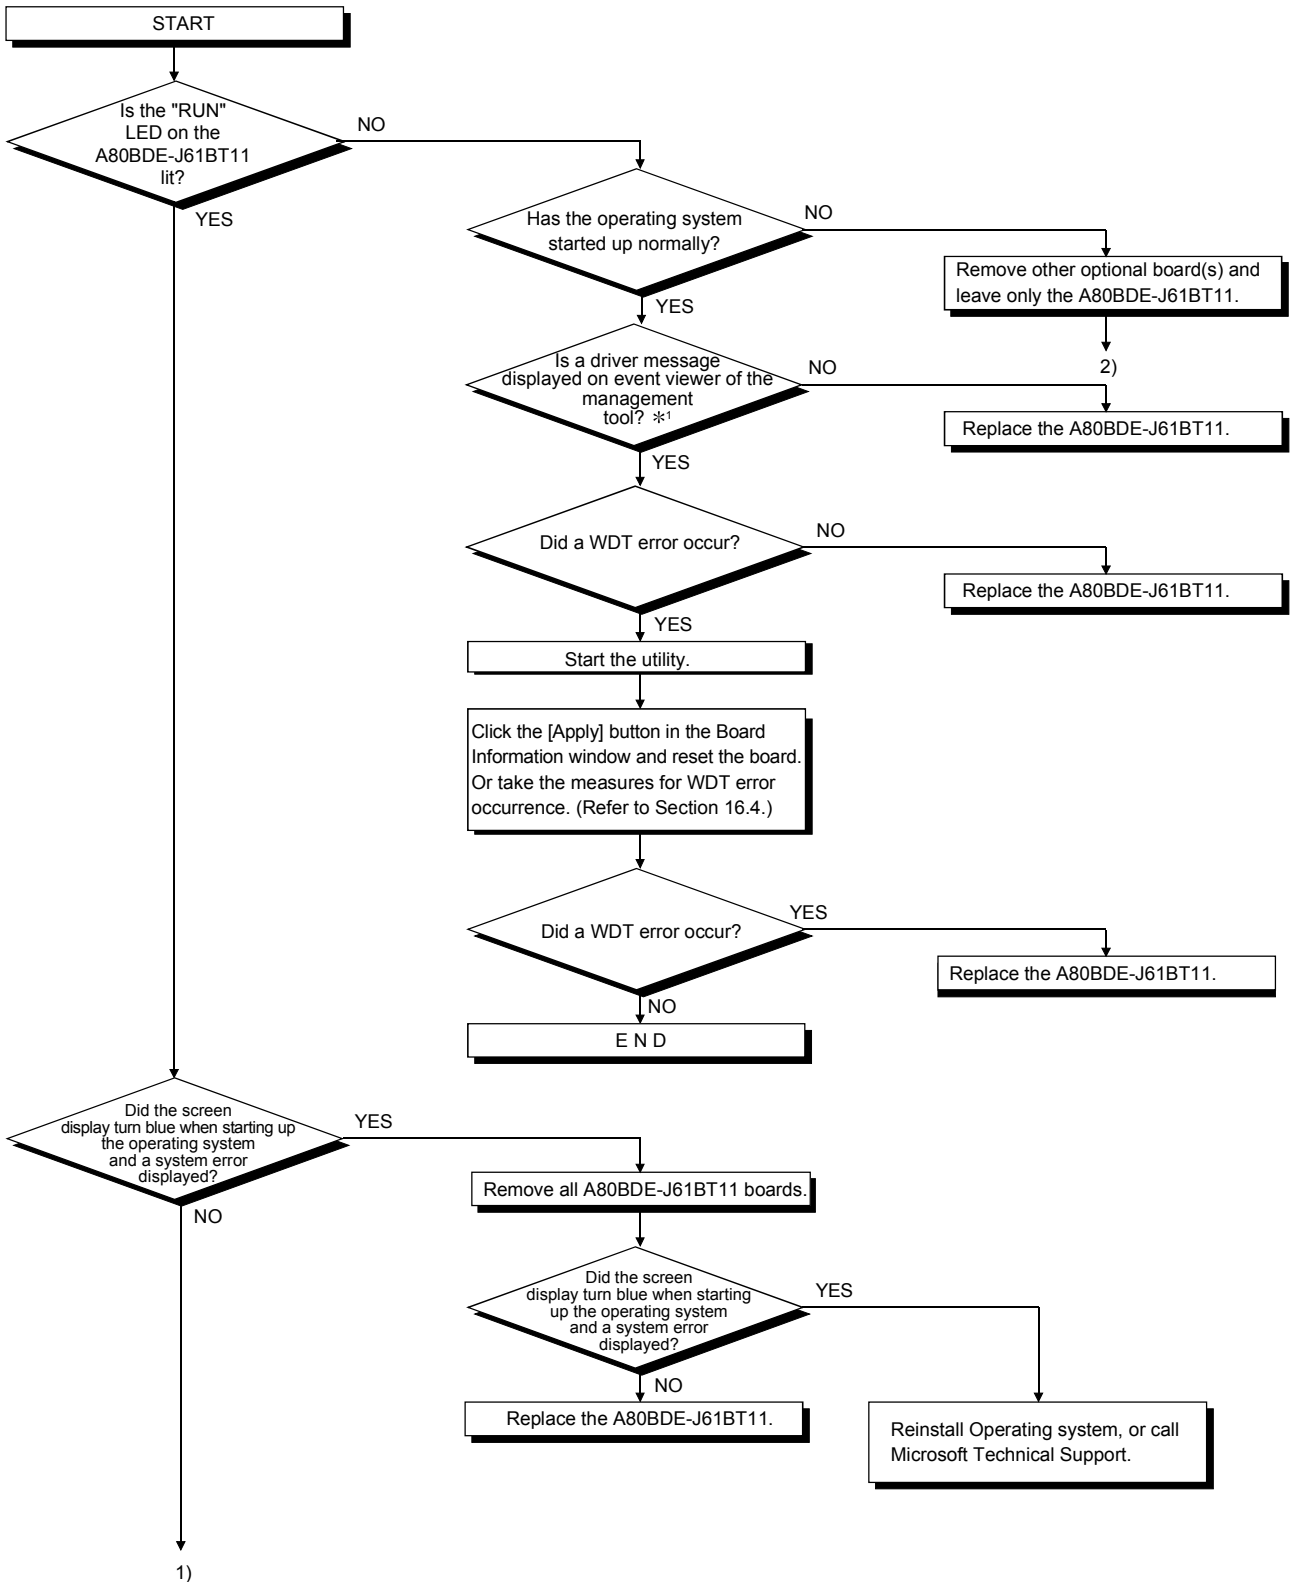 START
Is the "RUN"
LED on the
A80BDE-J61BT11
lit?
NO
YES
Has the operating system
started up normally?
NO
YES
Remove other optional board(s) and
leave only the A80BDE-J61BT11.
2)
Is a driver message
displayed on event viewer of the
management
tool? *1
NO
YES
Replace the A80BDE-J61BT11.
Did a WDT error occur?
NO
YES
Replace the A80BDE-J61BT11.
Start the utility.
Click the [Apply] button in the Board
Information window and reset the board.
Or take the measures for WDT error
occurrence. (Refer to Section 16.4.)
Did a WDT error occur?
YES
NO
Replace the A80BDE-J61BT11.
E N D
Did the screen
display turn blue when starting up
the operating system
and a system error
displayed?
YES
NO
Remove all A80BDE-J61BT11 boards.
Did the screen
display turn blue when starting
up the operating system
and a system error
displayed?
YES
NO
Replace the A80BDE-J61BT11.
Reinstall Operating system, or call
Microsoft Technical Support.
1)